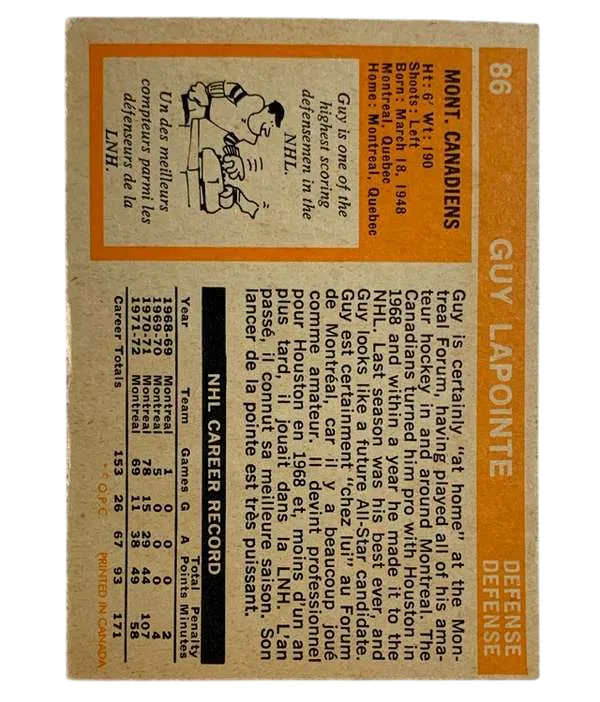 86 GUY LAPOINTE DEFENSE
DEFENSE
MONT. CANADIENS
Ht: 6' Wt: 190
Shoots: Left
Born: March 18, 1948
Montreal, Quebec
Home: Montreal, Quebec
Guy is one of the
highest scoring
defensemen in the
NHL.
Un des meilleurs
compteurs parmi les
défenseurs de la
LNH.
Guy is certainly "at home" at the Mon-
treal Forum, having played all of his ama-
teur hockey in and around Montreal. The
Canadiens turned him pro with Houston in
1968 and within a year he made it to the
NHL. Last season was his best ever, and
Guy looks like a future All-Star candidate.
Guy est certainement "chez lui" au Forum
de Montréal, car il y a beaucoup joué
comme amateur. Il devint professionnel
pour Houston en 1968 et, moins d'un an
plus tard, il jouait dans la LNH. L'an
passé, il connut sa meilleure saison. Son
lancer de la pointe est très puissant.
NHL CAREER RECORD
Total Penalty
Year Team Games G A Points Minutes
1968-69 Montreal 1 0 0 0 2
1969-70 Montreal 5 0 0 0 4
1970-71 Montreal 78 15 29 44 107
1971-72 Montréal 69 11 38 49 58
Career Totals 153 26 67 93 171
* © O.P.C. PRINTED IN CANADA